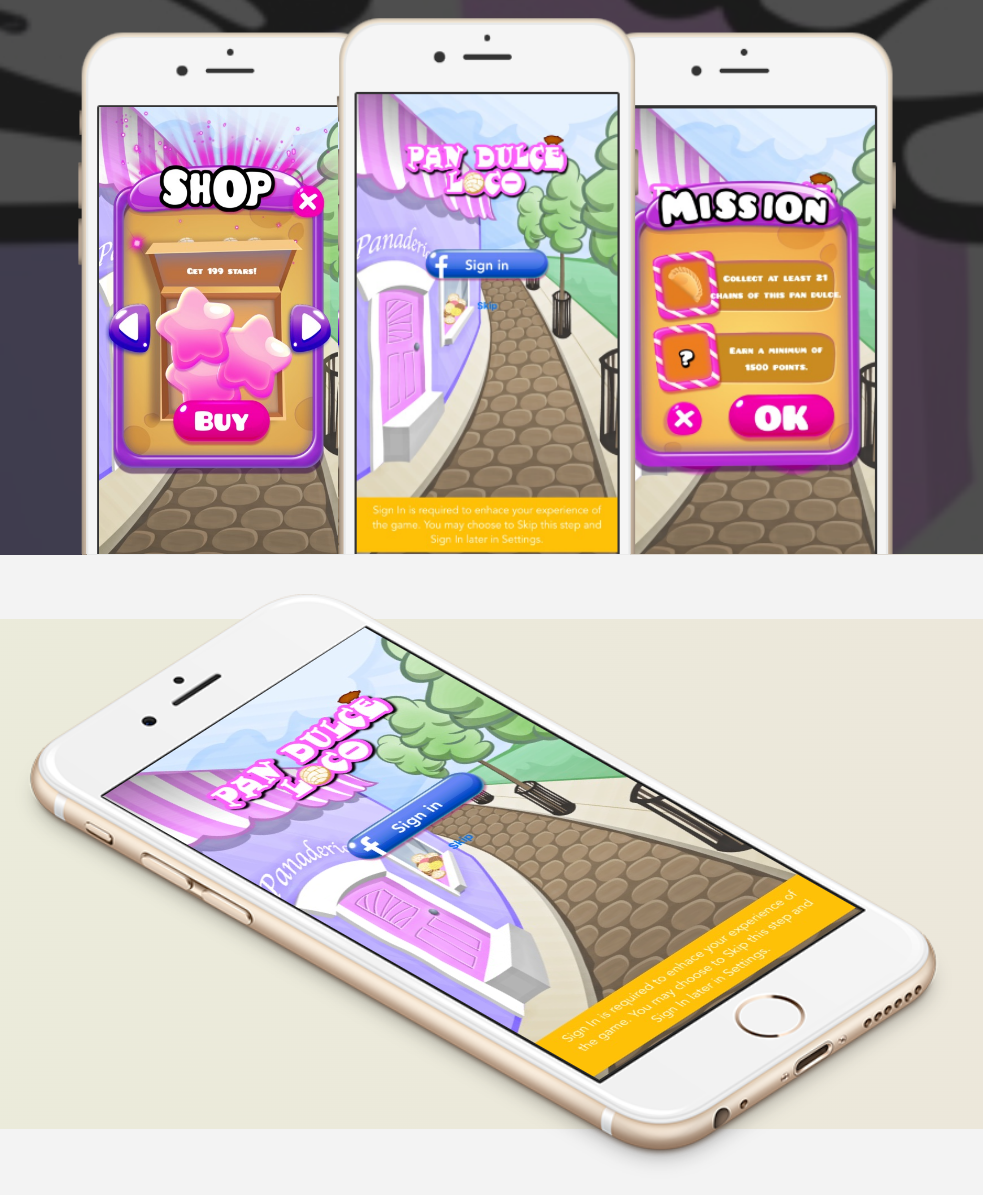 SHOP
GET 199 STARS!
BUY
PAN DULCE
LOCO
Panaderí
f Sign in
Skip
Sign In is required to enhace your experience of
the game. You may choose to Skip this step and
Sign In later in Settings.
MISSION
COLLECT AT LEAST 21
CHAINS OF THIS PAN DULCE.
?
EARN A MINIMUM OF
1500 POINTS.
OK
PAN DULCE
LOCO
f Sign in
Skip
Panaderí
Sign In is required to enhace your experience of
the game. You may choose to Skip this step and
Sign In later in Settings.